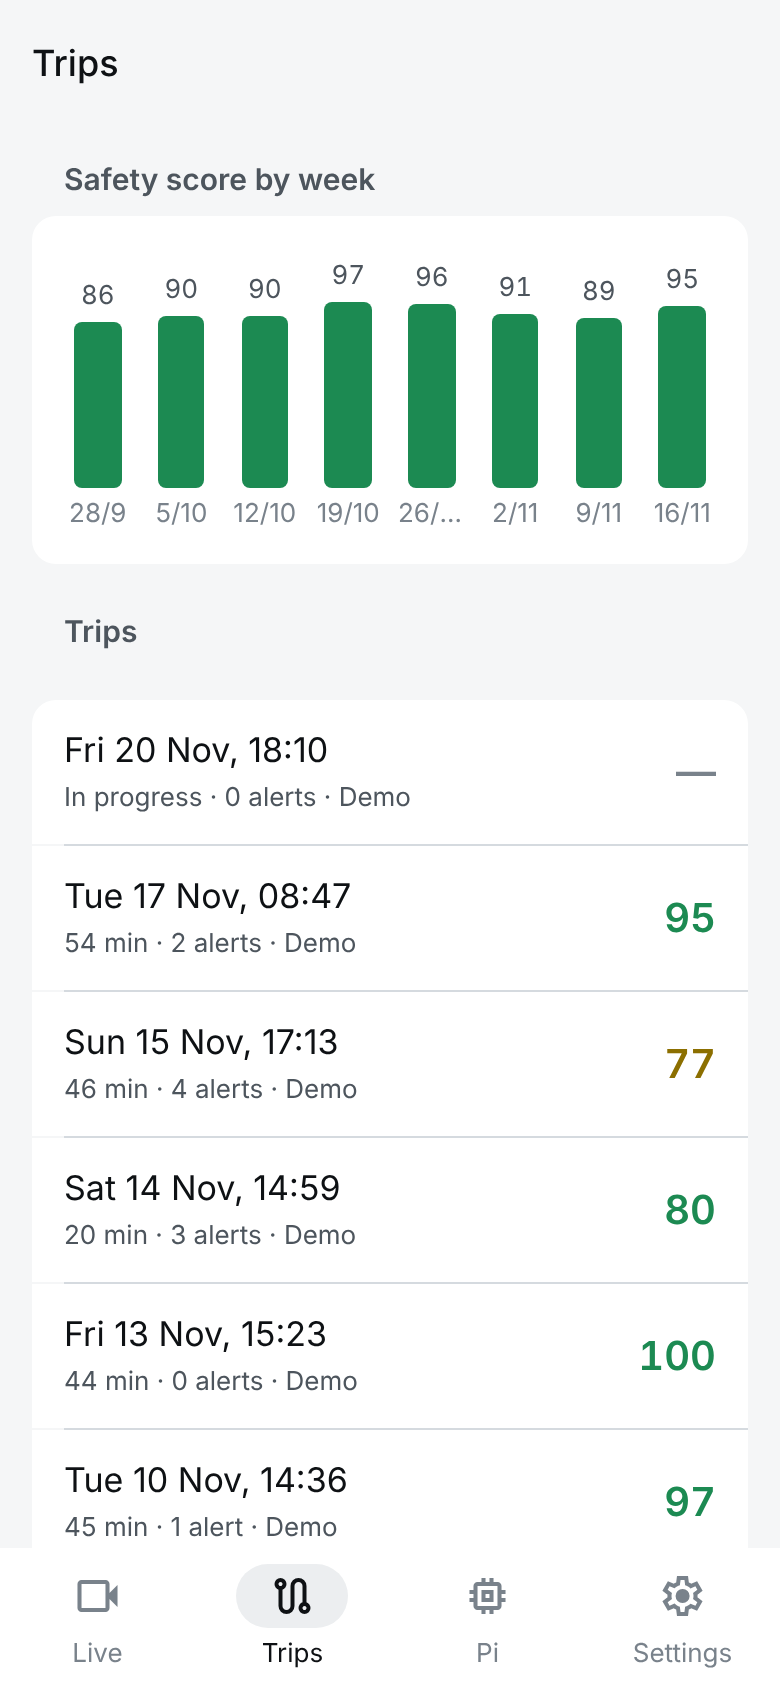 Trips
Safety score by week
86 90 90 97 96 91 89 95
28/9 5/10 12/10 19/10 26/... 2/11 9/11 16/11
Trips
Fri 20 Nov, 18:10
In progress · 0 alerts · Demo
—
Tue 17 Nov, 08:47
54 min · 2 alerts · Demo
95
Sun 15 Nov, 17:13
46 min · 4 alerts · Demo
77
Sat 14 Nov, 14:59
20 min · 3 alerts · Demo
80
Fri 13 Nov, 15:23
44 min · 0 alerts · Demo
100
Tue 10 Nov, 14:36
45 min · 1 alert · Demo
97
Live Trips Pi Settings